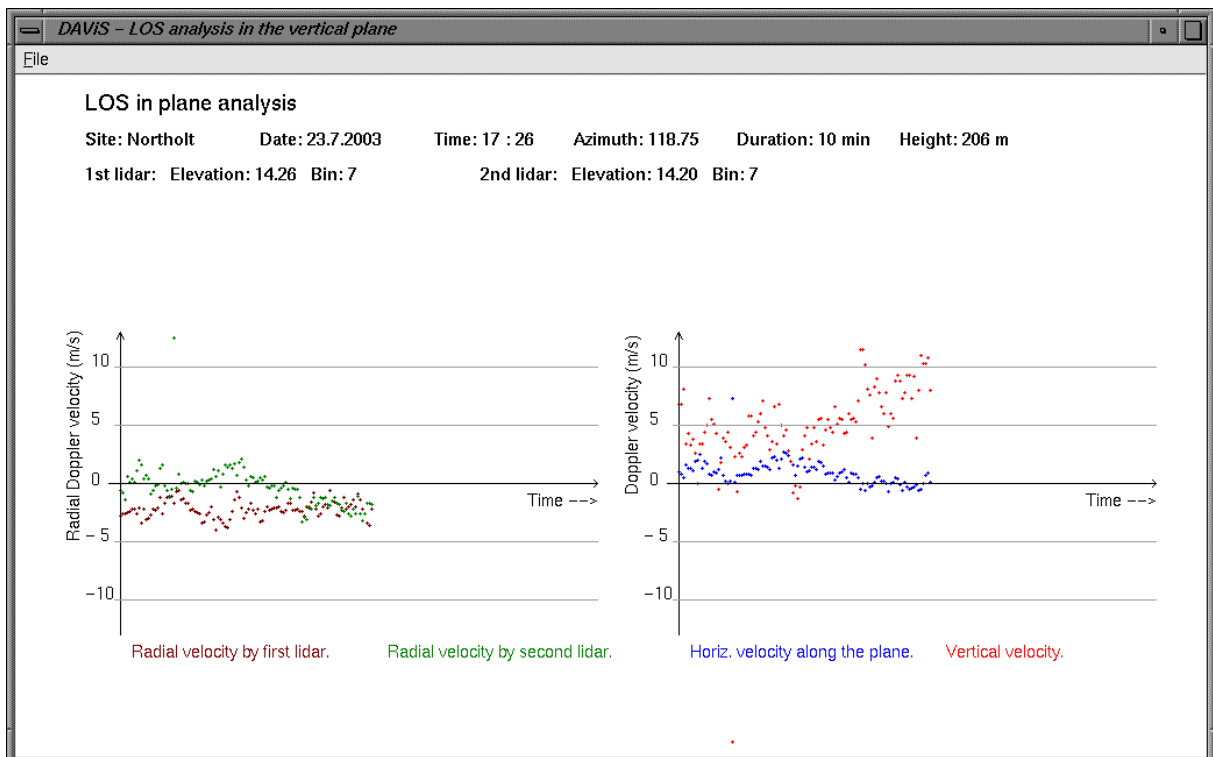 DAViS – LOS analysis in the vertical plane
File
LOS in plane analysis
Site: Northolt Date: 23.7.2003 Time: 17 : 26 Azimuth: 118.75 Duration: 10 min Height: 206 m
1st lidar: Elevation: 14.26 Bin: 7 2nd lidar: Elevation: 14.20 Bin: 7
Radial Doppler velocity (m/s)
10
5
0
– 5
–10
Time –->
Radial velocity by first lidar. Radial velocity by second lidar.
Doppler velocity (m/s)
10
5
0
– 5
–10
Time –->
Horiz. velocity along the plane. Vertical velocity.